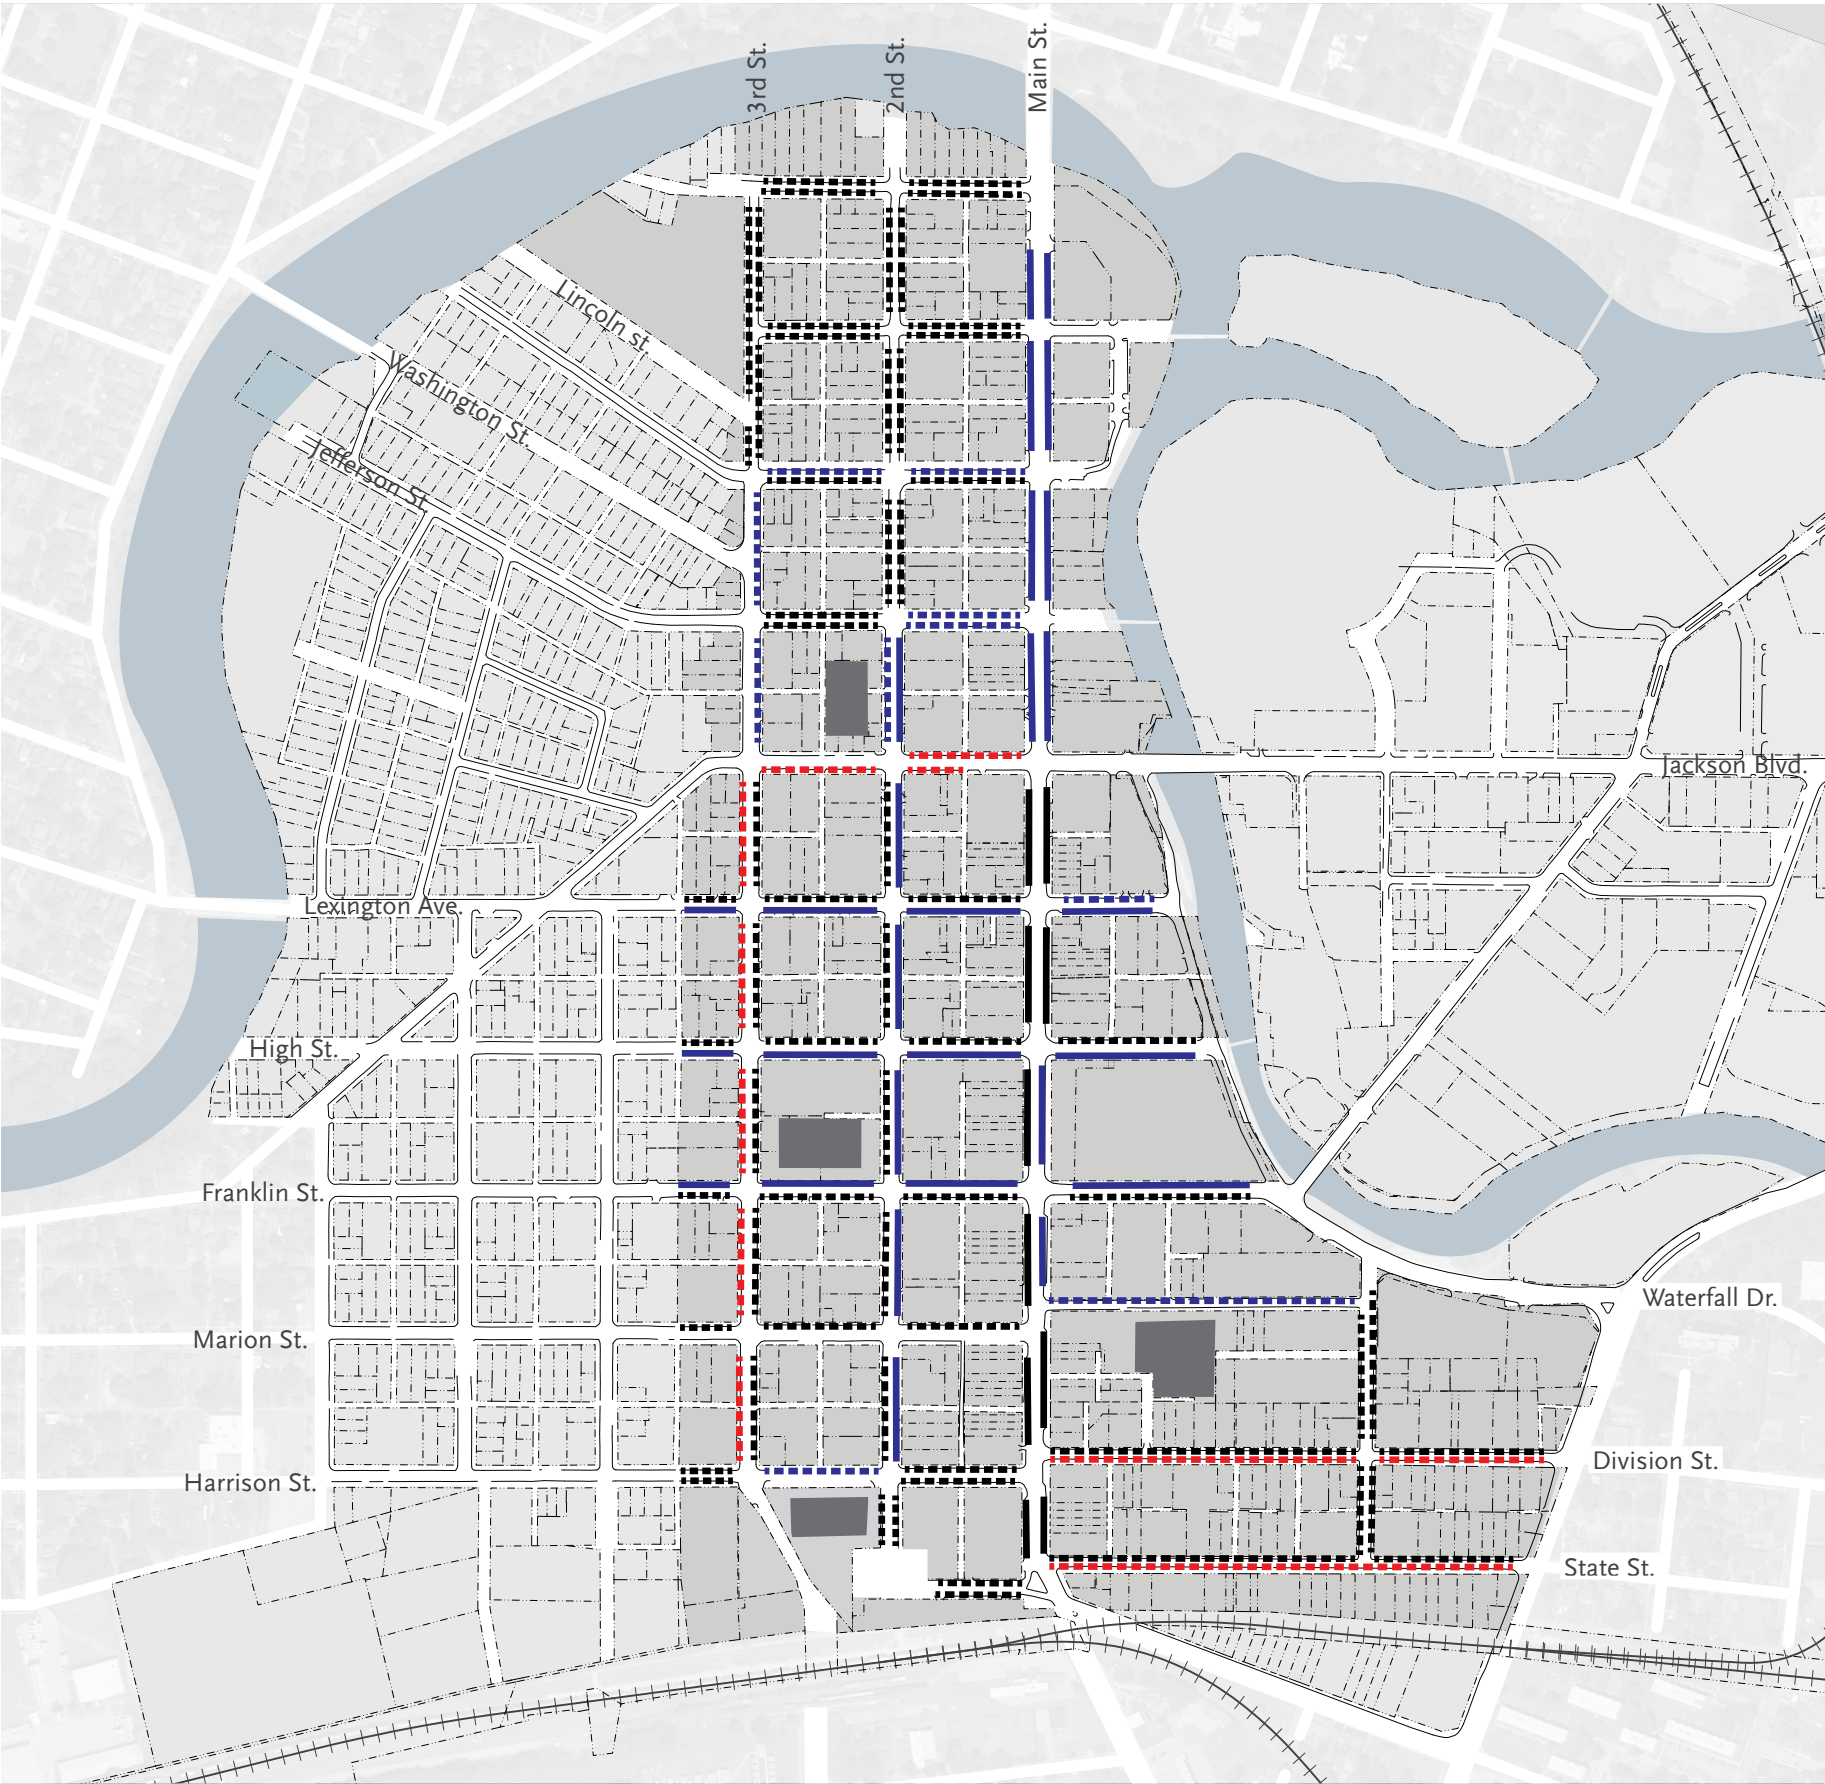 3rd St.
2nd St.
Main St.
Lincoln st.
Washington St.
Jefferson St.
Jackson Blvd.
Lexington Ave.
High St.
Franklin St.
Waterfall Dr.
Marion St.
Division St.
Harrison St.
State St.